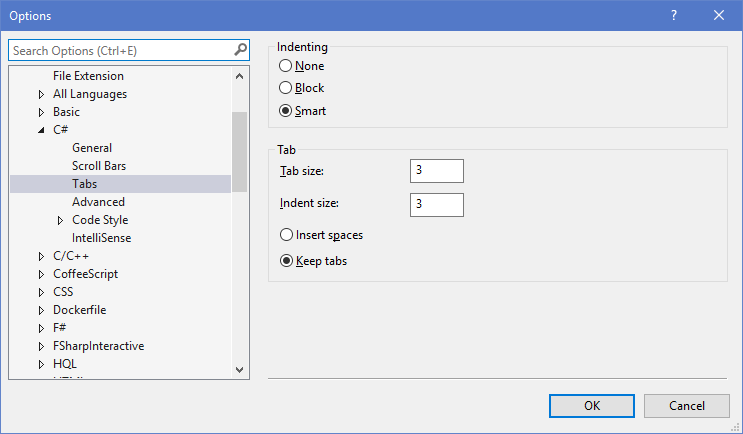 Options
?
Search Options (Ctrl+E)
File Extension
All Languages
Basic
C#
General
Scroll Bars
Tabs
Advanced
Code Style
IntelliSense
C/C++
CoffeeScript
CSS
Dockerfile
F#
FSharpInteractive
HQL
Indenting
None
Block
Smart
Tab
Tab size: 3
Indent size: 3
Insert spaces
Keep tabs
OK Cancel